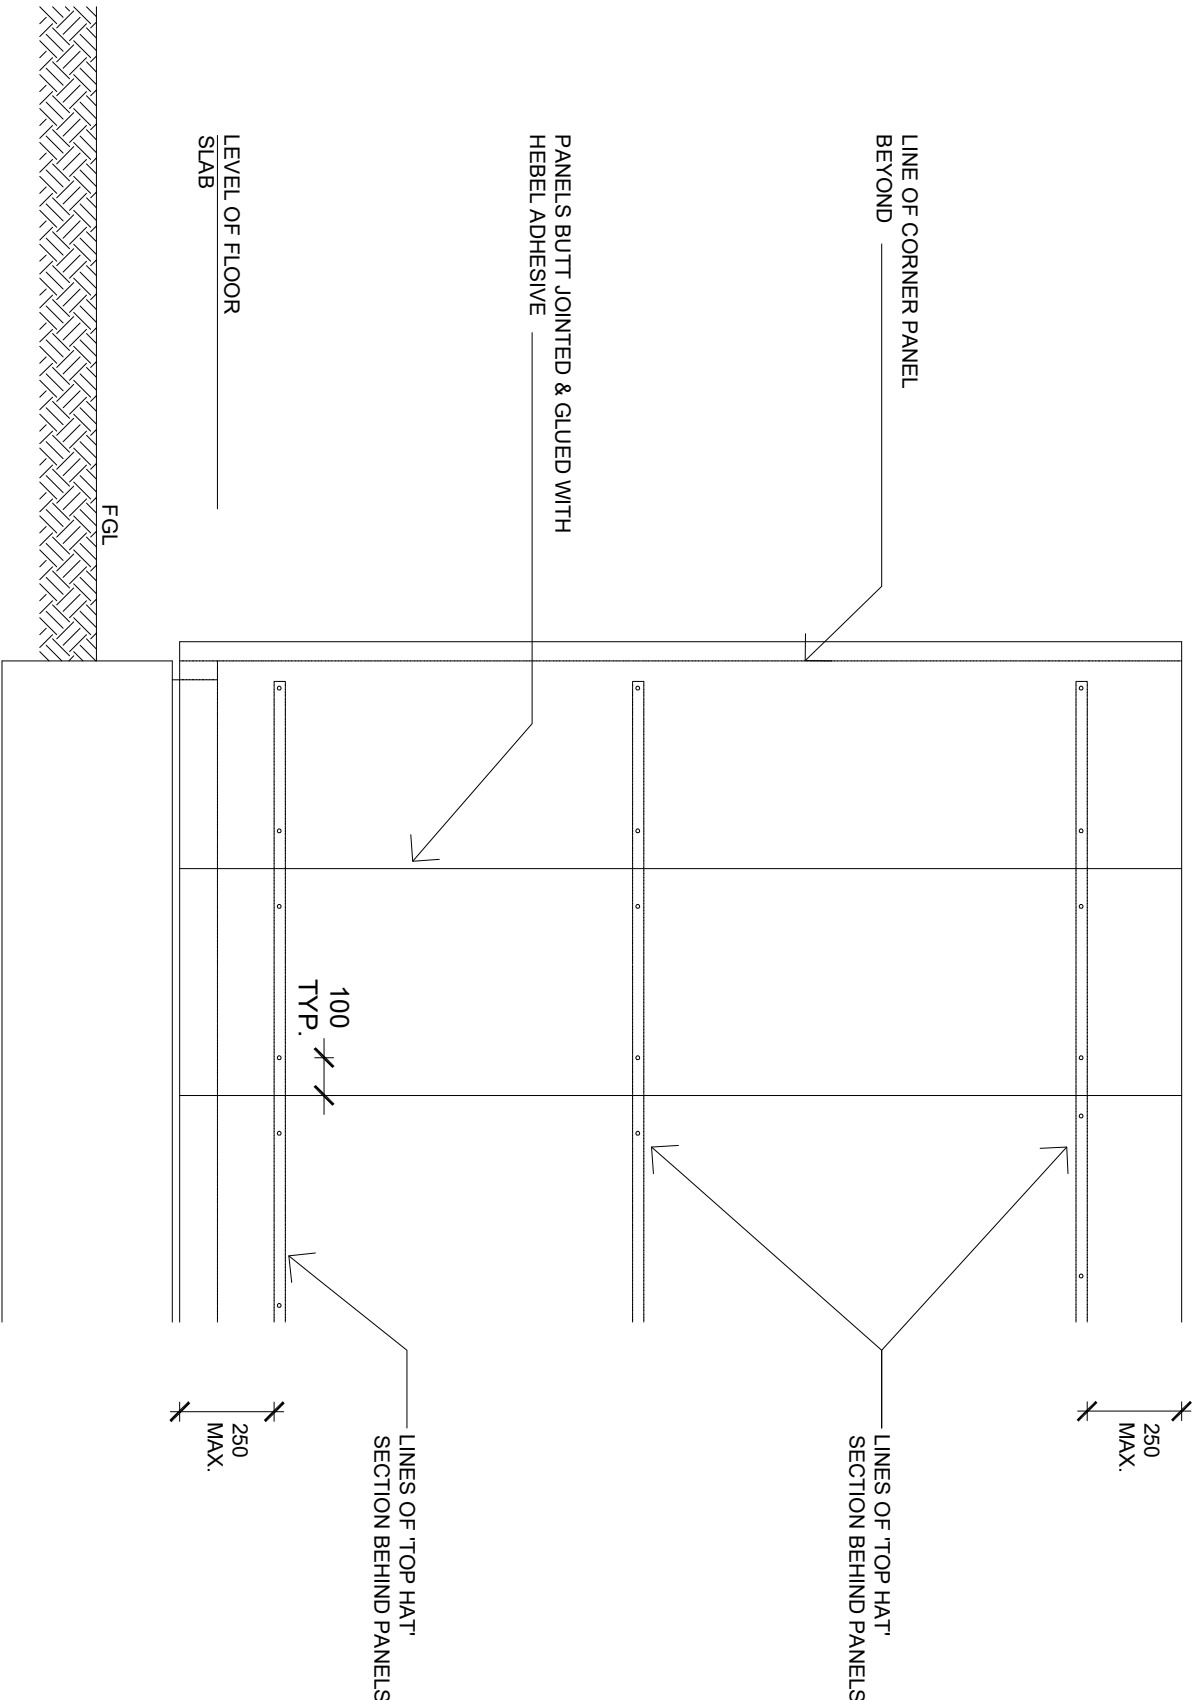 250
MAX.
LINE OF CORNER PANEL
BEYOND
LINES OF 'TOP HAT'
SECTION BEHIND PANELS
PANELS BUTT JOINTED & GLUED WITH
HEBEL ADHESIVE
LINES OF 'TOP HAT'
SECTION BEHIND PANELS
100
TYP.
250
MAX.
LEVEL OF FLOOR
SLAB
FGL